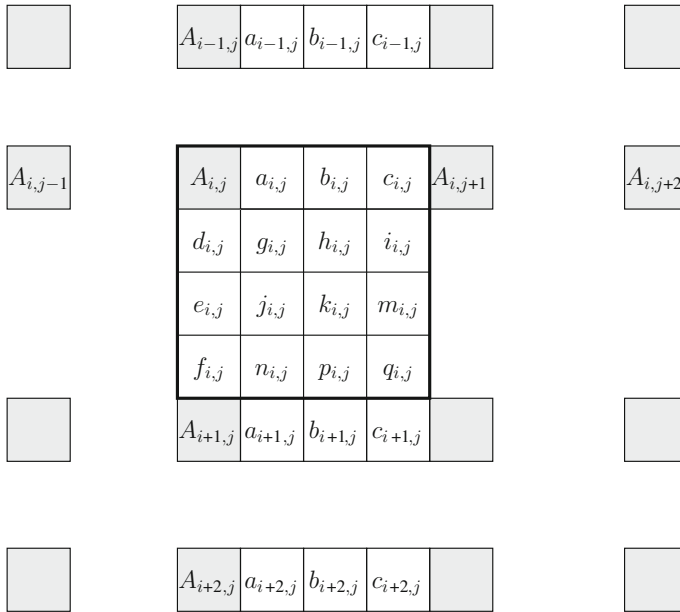 A_{i−1,j} a_{i−1,j} b_{i−1,j} c_{i−1,j}
A_{i,j−1} A_{i,j} a_{i,j} b_{i,j} c_{i,j} A_{i,j+1} A_{i,j+2}
d_{i,j} g_{i,j} h_{i,j} i_{i,j}
e_{i,j} j_{i,j} k_{i,j} m_{i,j}
f_{i,j} n_{i,j} p_{i,j} q_{i,j}
A_{i+1,j} a_{i+1,j} b_{i+1,j} c_{i+1,j}
A_{i+2,j} a_{i+2,j} b_{i+2,j} c_{i+2,j}